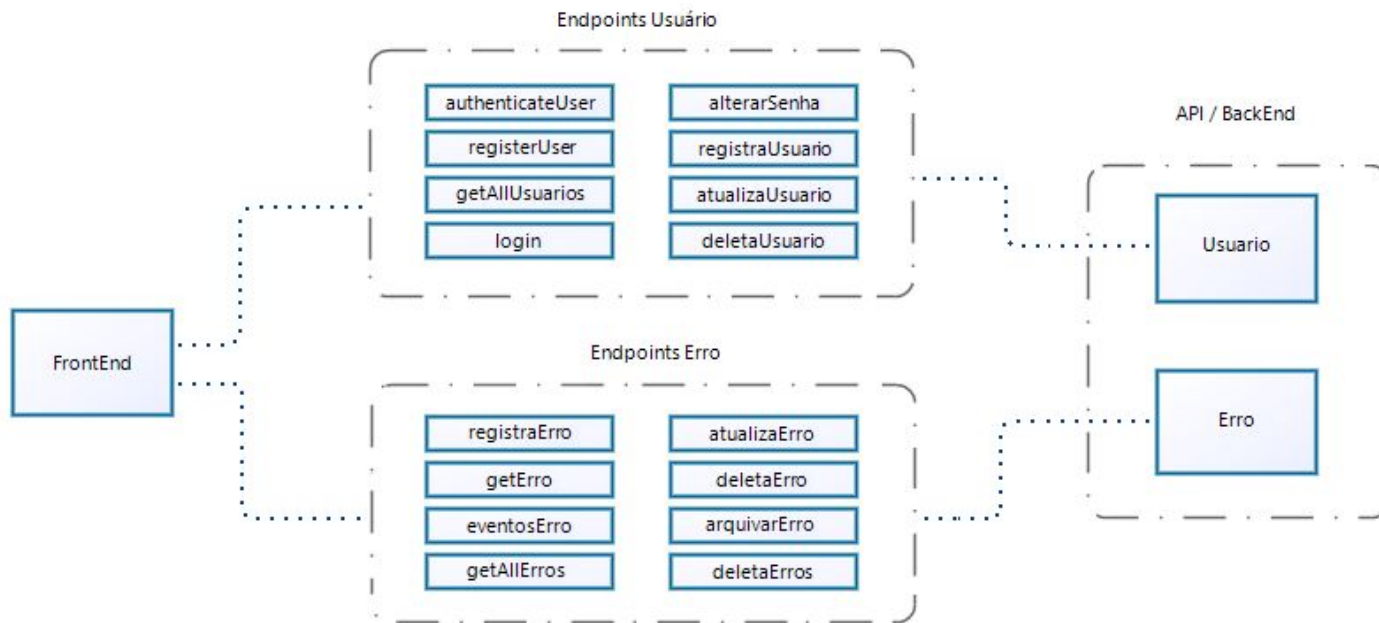 Endpoints Usuário
authenticateUser
alterarSenha
registerUser
registraUsuario
getAllUsuarios
atualizaUsuario
login
deletaUsuario
API / BackEnd
Usuario
Erro
FrontEnd
Endpoints Erro
registraErro
atualizaErro
getErro
deletaErro
eventosErro
arquivarErro
getAllErros
deletaErros